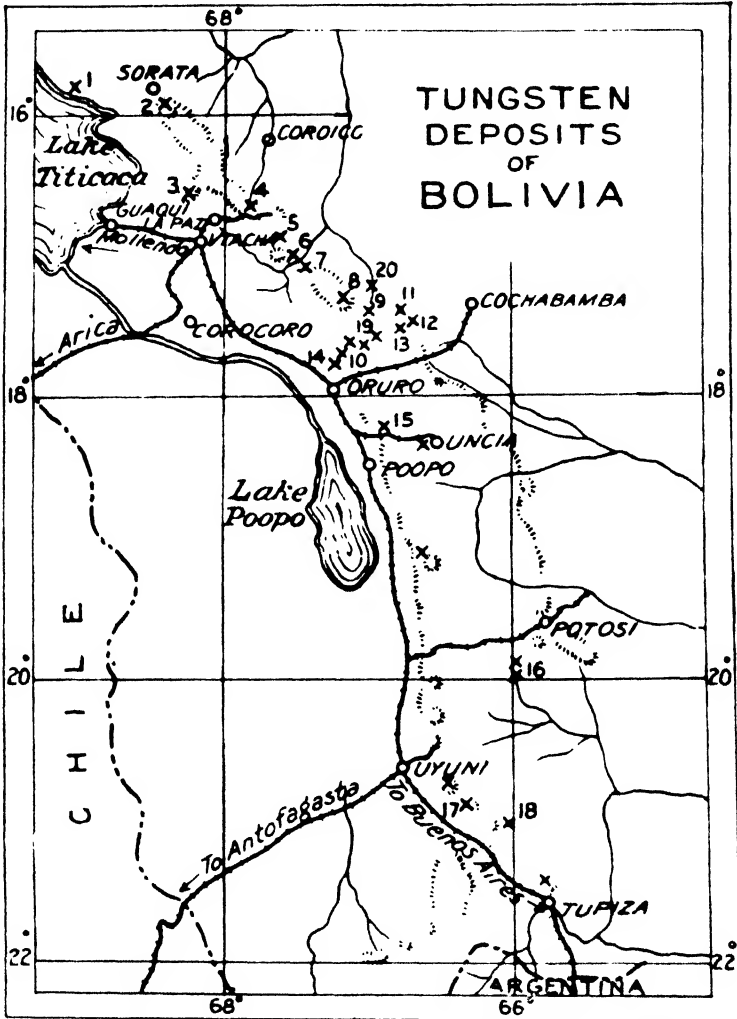 68°
TUNGSTEN
DEPOSITS
OF
BOLIVIA
1
SORATA
2
16°
COROICO
Lake
Titicaca
3
4
GUAQUI
LA PAZ
VIACHA
Mollendo
5
6
7
8
20
9
11
12
COCHABAMBA
19
13
14
10
Arica
COROCORO
ORURO
18°
18°
15
UNCIA
POOPO
Lake
Poopo
CHILE
POTOSI
16
20°
20°
UYUNI
17
18
To Antofagasta
To Buenos Aires
TUPIZA
22°
22°
ARGENTINA
68°
66°